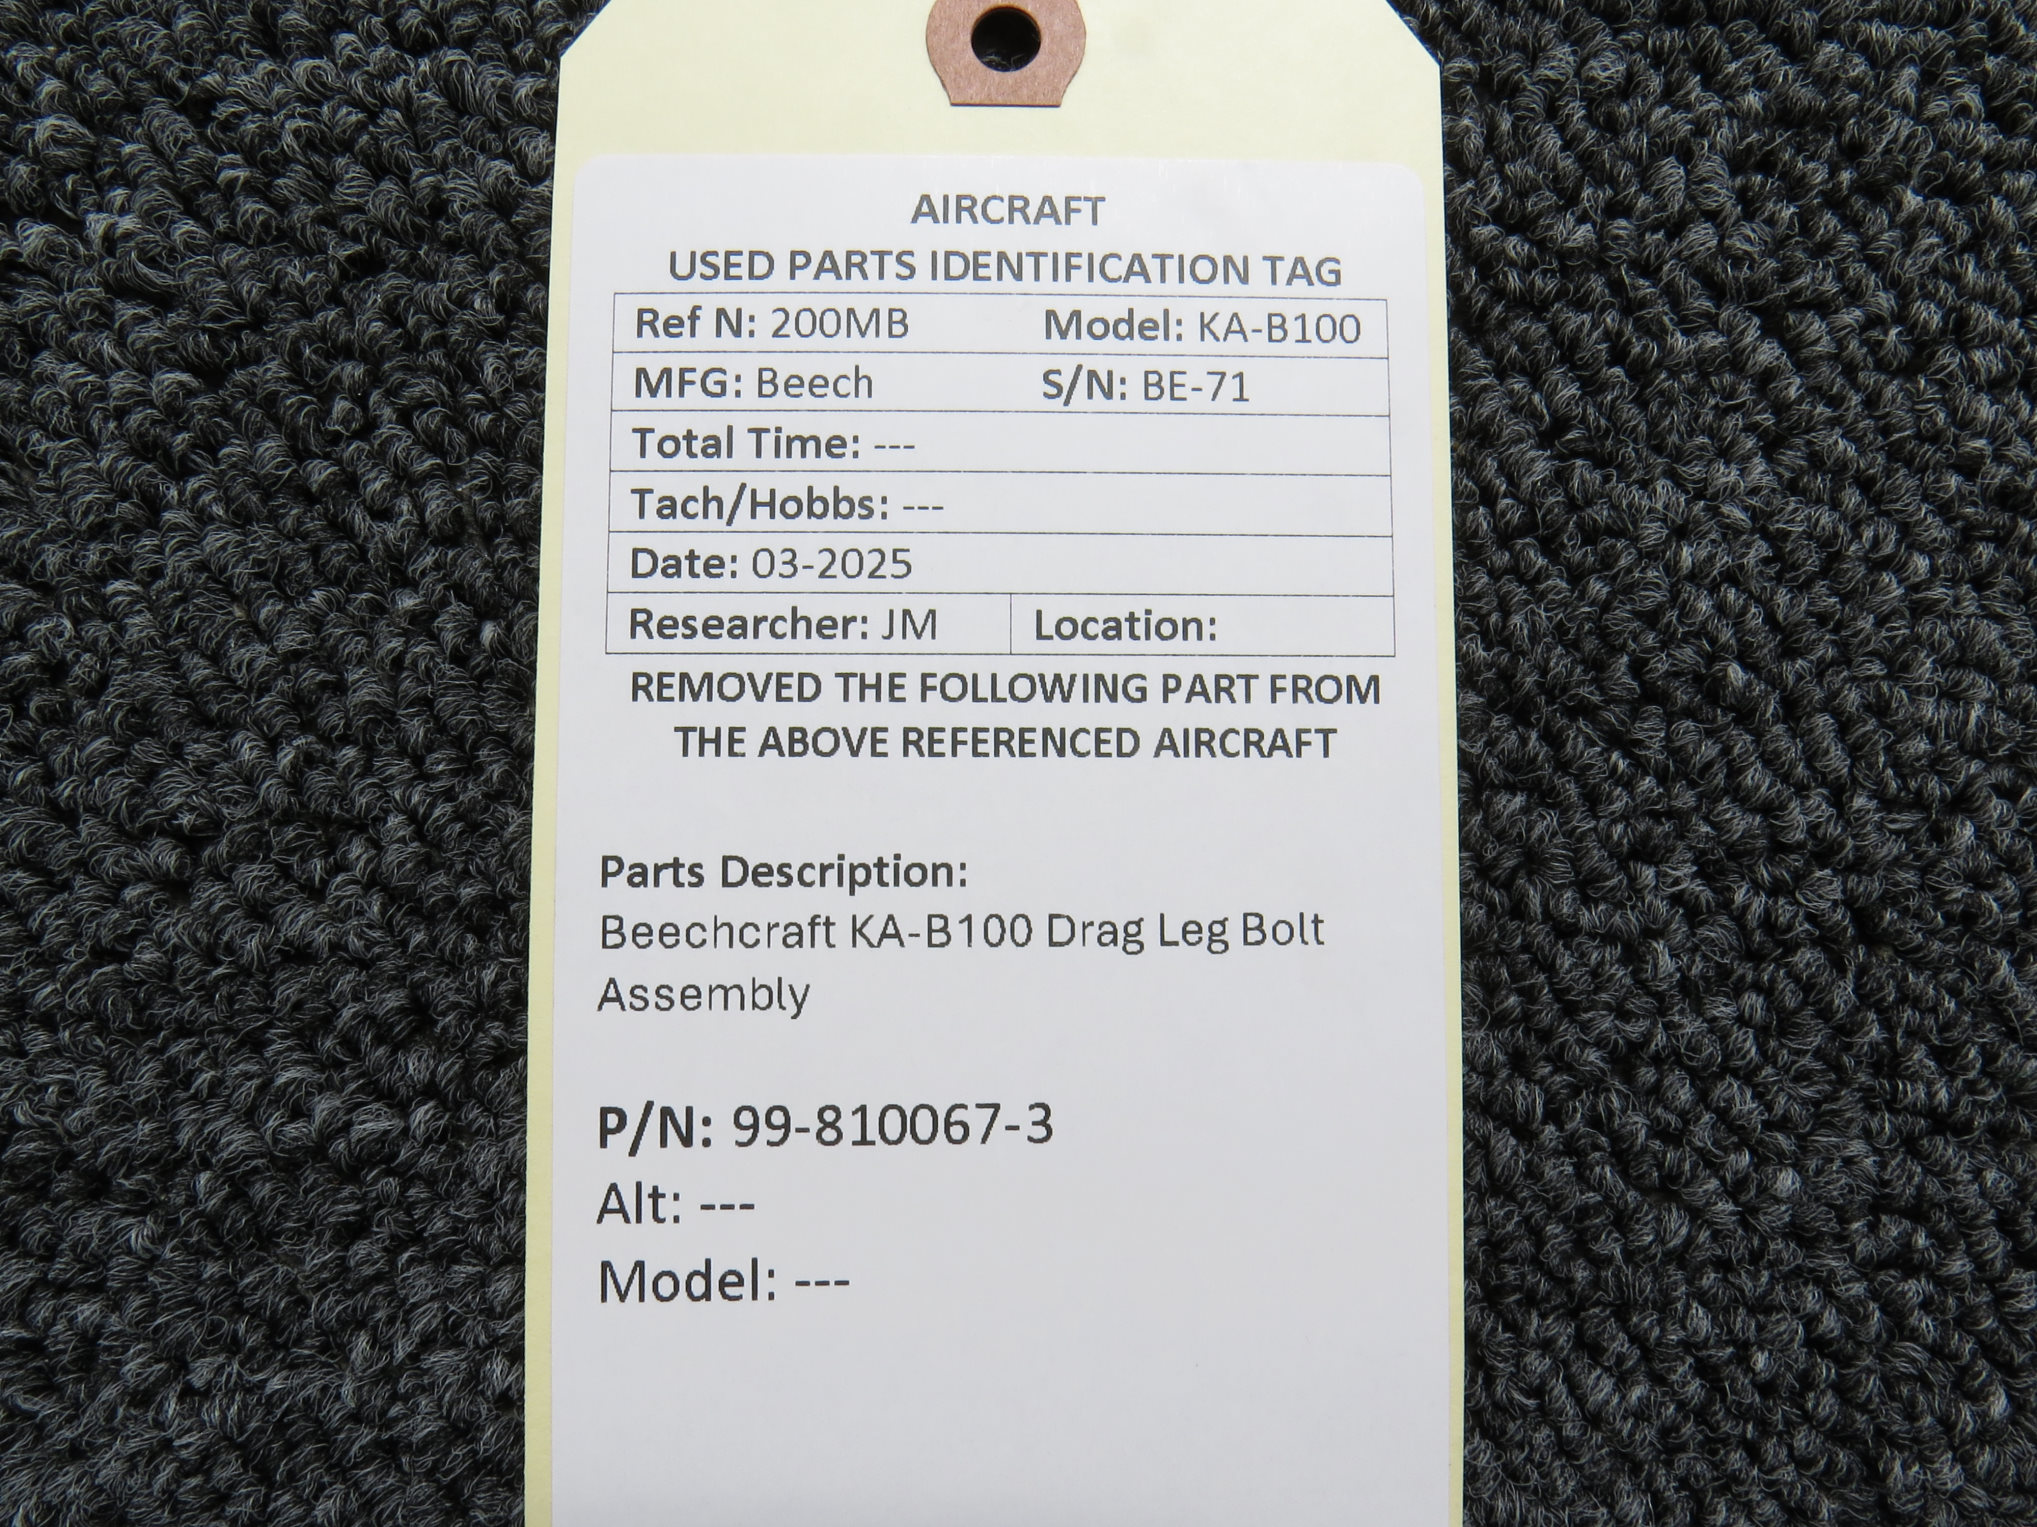 AIRCRAFT
USED PARTS IDENTIFICATION TAG
Ref N: 200MB Model: KA-B100
MFG: Beech S/N: BE-71
Total Time: ---
Tach/Hobbs: ---
Date: 03-2025
Researcher: JM Location:
REMOVED THE FOLLOWING PART FROM
THE ABOVE REFERENCED AIRCRAFT
Parts Description:
Beechcraft KA-B100 Drag Leg Bolt
Assembly
P/N: 99-810067-3
Alt: ---
Model: ---